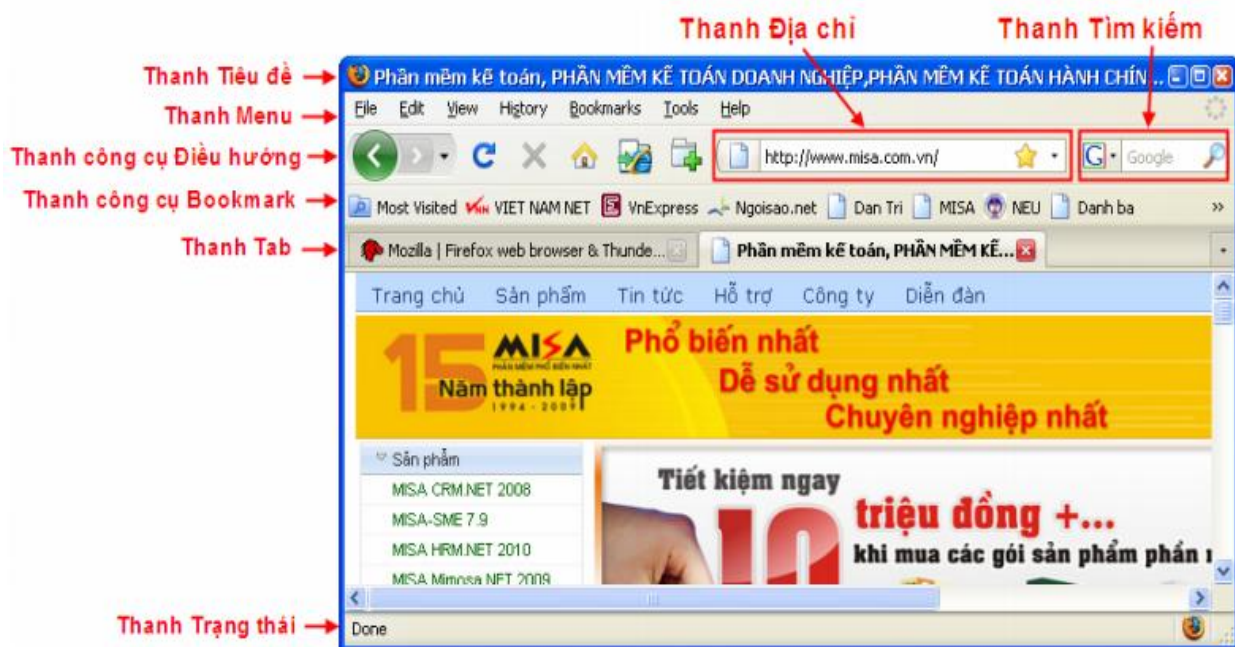 Thanh Địa chỉ Thanh Tìm kiếm
Thanh Tiêu đề Phần mềm kế toán, PHẦN MỀM KẾ TOÁN DOANH NGHIỆP,PHẦN MỀM KẾ TOÁN HÀNH CHÍN ...
Thanh Menu File Edit View History Bookmarks Tools Help
Thanh công cụ Điều hướng http://www.misa.com.vn/ G Google
Thanh công cụ Bookmark Most Visited VIET NAM NET VnExpress Ngoisao.net Dan Tri MISA NEU Danh ba »
Thanh Tab Mozilla | Firefox web browser & Thunde... Phần mềm kế toán, PHẦN MỀM KẾ...
Trang chủ Sản phẩm Tin tức Hỗ trợ Công ty Diễn đàn
15 MISA
PHẦN MỀM PHỔ BIẾN NHẤT
Năm thành lập
1994 - 2009
Phổ biến nhất
Dễ sử dụng nhất
Chuyên nghiệp nhất
Sản phẩm
MISA CRM.NET 2008
MISA-SME 7.9
MISA HRM.NET 2010
MISA Mimosa.NET 2009
Tiết kiệm ngay
10 triệu đồng +...
khi mua các gói sản phẩm phần
Thanh Trạng thái Done